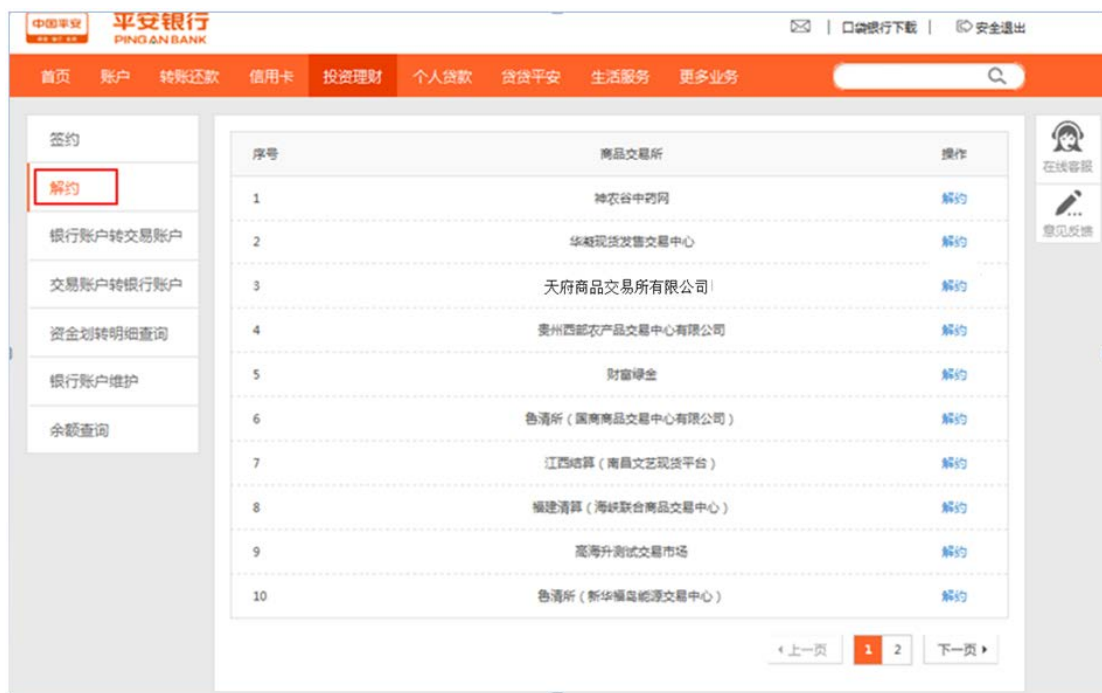 中国平安
平安银行
PINGAN BANK
口袋银行下载 | 安全退出
首页 账户 转账还款 信用卡 投资理财 个人贷款 贷贷平安 生活服务 更多业务
签约
解约
银行账户转交易账户
交易账户转银行账户
资金划转明细查询
银行账户维护
余额查询
序号 商品交易所 操作
1 神农谷中药网 解约
2 华凝现货发售交易中心 解约
3 天府商品交易所有限公司 解约
4 贵州西部农产品交易中心有限公司 解约
5 财富绿金 解约
6 鲁清所（国商商品交易中心有限公司） 解约
7 江西结算（南昌文艺现货平台） 解约
8 福建清算（海峡联合商品交易中心） 解约
9 高海升测试交易市场 解约
10 鲁清所（新华福岛能源交易中心） 解约
上一页 1 2 下一页
在线客服
意见反馈